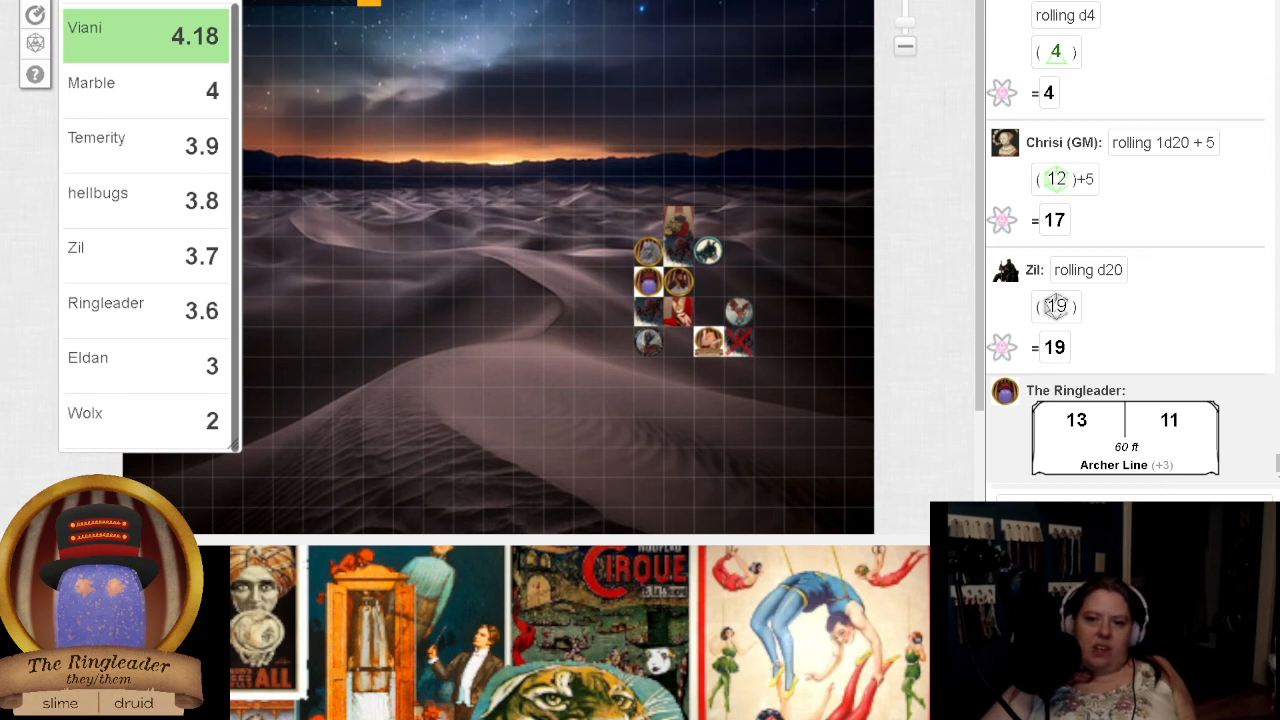 Viani 4.18
Marble 4
Temerity 3.9
hellbugs 3.8
Zil 3.7
Ringleader 3.6
Eldan 3
Wolx 2
rolling d4
( 4 )
= 4
Chrisi (GM): rolling 1d20 + 5
( 12 )+5
= 17
Zil: rolling d20
( 19 )
= 19
The Ringleader:
13 11
60 ft
Archer Line (+3)
The Ringleader
they/them
slime druid
ALL
CIRQUE